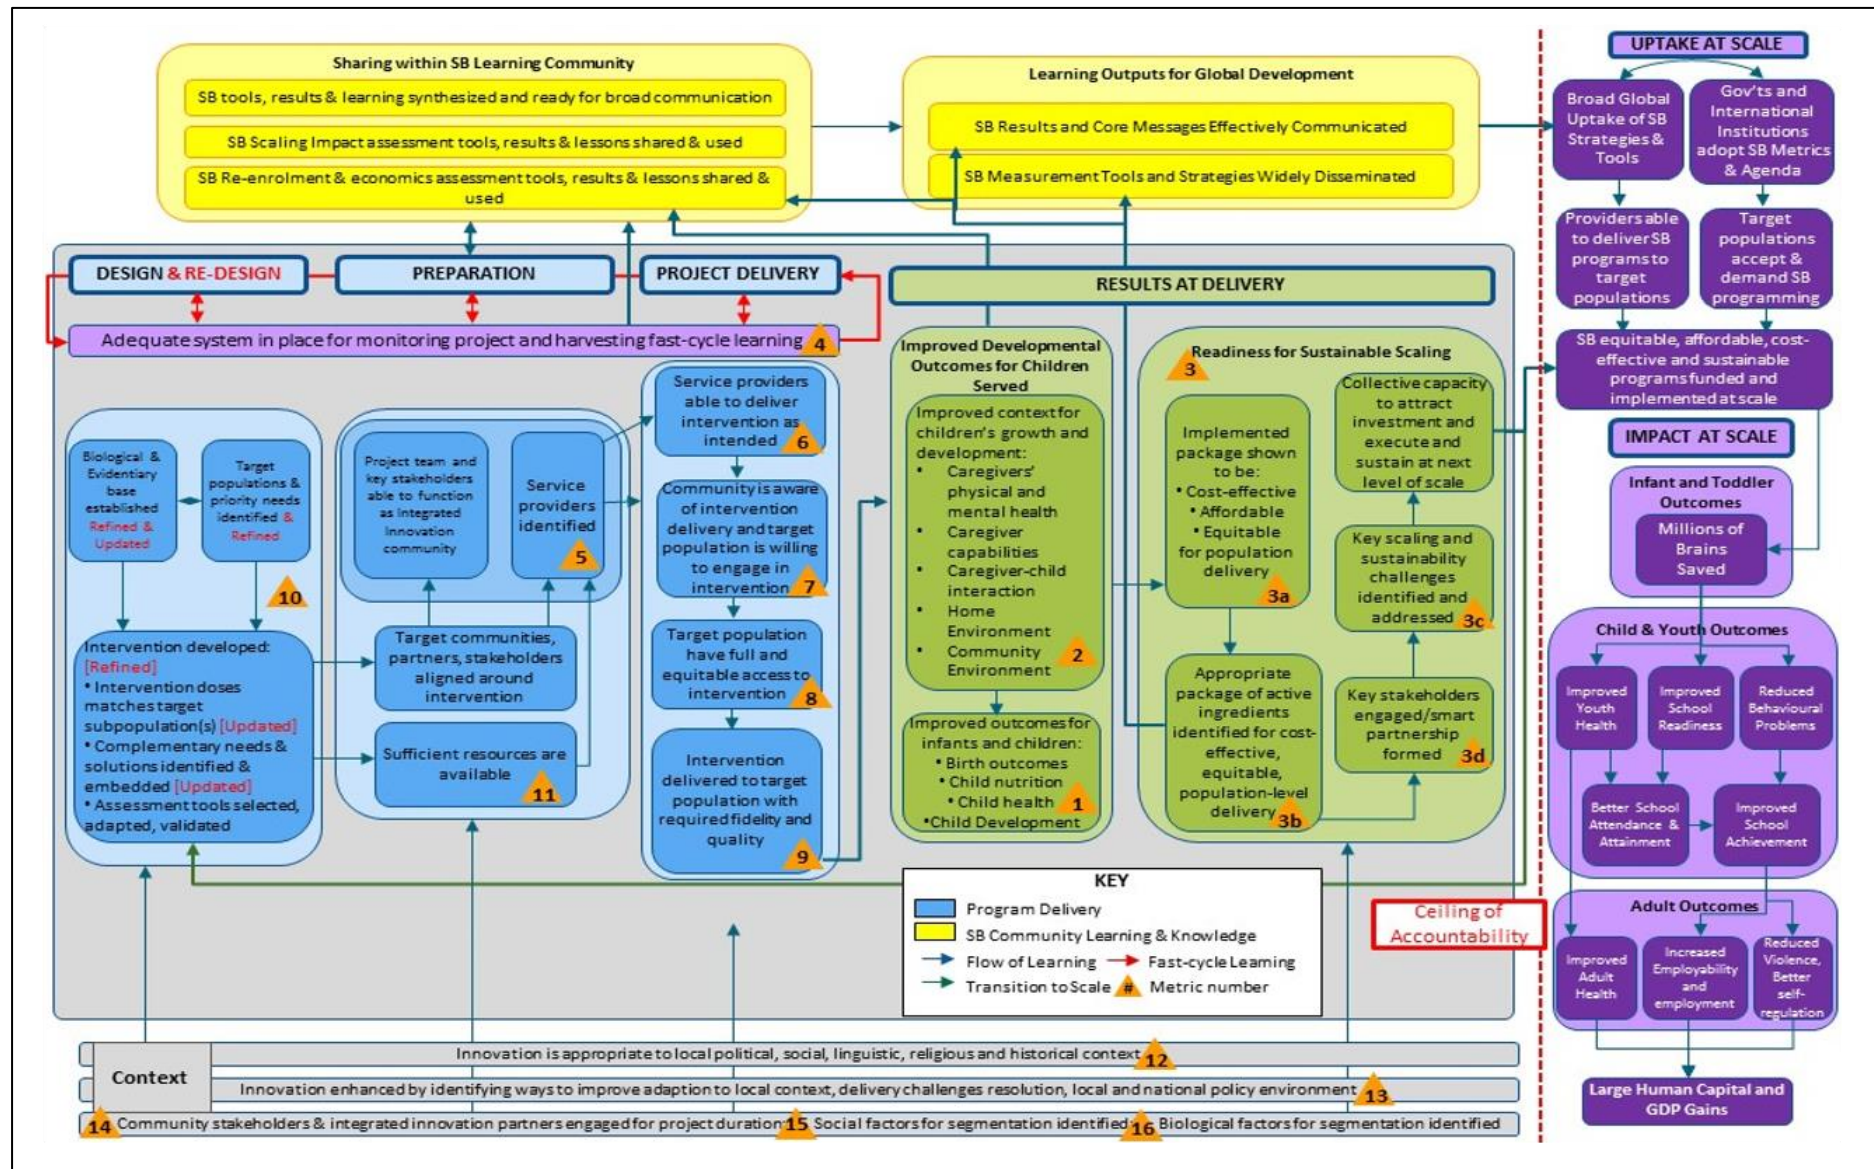 Sharing within SB Learning Community
SB tools, results & learning synthesized and ready for broad communication
SB Scaling Impact assessment tools, results & lessons shared & used
SB Re-enrolment & economics assessment tools, results & lessons shared &
used
Learning Outputs for Global Development
SB Results and Core Messages Effectively Communicated
SB Measurement Tools and Strategies Widely Disseminated
UPTAKE AT SCALE
Broad Global
Uptake of SB
Strategies &
Tools
Gov'ts and
International
Institutions
adopt SB Metrics
& Agenda
Providers able
to deliver SB
programs to
target
populations
Target
populations
accept &
demand SB
programming
SB equitable, affordable, cost-
effective and sustainable
programs funded and
implemented at scale
DESIGN & RE-DESIGN
PREPARATION
PROJECT DELIVERY
RESULTS AT DELIVERY
Adequate system in place for monitoring project and harvesting fast-cycle learning
4
Biological &
Evidentiary
base
established
Refined &
Updated
Target
populations &
priority needs
identified &
Refined
10
Intervention developed:
[Refined]
• Intervention doses
matches target
subpopulation(s) [Updated]
• Complementary needs &
solutions identified &
embedded [Updated]
• Assessment tools selected,
adapted, validated
Project team and
key stakeholders
able to function
as Integrated
Innovation
community
Service
providers
identified
5
Target communities,
partners, stakeholders
aligned around
intervention
Sufficient resources are
available
11
Service providers
able to deliver
intervention as
intended
6
Community is aware
of intervention
delivery and target
population is willing
to engage in
intervention
7
Target population
have full and
equitable access to
intervention
8
Intervention
delivered to target
population with
required fidelity and
quality
9
Improved Developmental
Outcomes for Children
Served
Improved context for
children's growth and
development:
• Caregivers'
physical and
mental health
• Caregiver
capabilities
• Caregiver-child
interaction
• Home
Environment
• Community
Environment
2
Improved outcomes for
infants and children:
• Birth outcomes
• Child nutrition
• Child health
•Child Development
1
3
Readiness for Sustainable Scaling
Implemented
package shown
to be:
• Cost-effective
• Affordable
• Equitable
for population
delivery
3a
Appropriate
package of active
ingredients
identified for cost-
effective,
equitable,
population-level
delivery
3b
Collective capacity
to attract
investment and
execute and
sustain at next
level of scale
Key scaling and
sustainability
challenges
identified and
addressed
3c
Key stakeholders
engaged/smart
partnership
formed
3d
KEY
Program Delivery
SB Community Learning & Knowledge
Flow of Learning
Fast-cycle Learning
Transition to Scale
# Metric number
Ceiling of
Accountability
IMPACT AT SCALE
Infant and Toddler
Outcomes
Millions of
Brains
Saved
Child & Youth Outcomes
Improved
Youth
Health
Improved
School
Readiness
Reduced
Behavioural
Problems
Better School
Attendance &
Attainment
Improved
School
Achievement
Adult Outcomes
Improved
Adult
Health
Increased
Employability
and
employment
Reduced
Violence,
Better
self-
regulation
Large Human Capital and
GDP Gains
Context
Innovation is appropriate to local political, social, linguistic, religious and historical context
12
Innovation enhanced by identifying ways to improve adaption to local context, delivery challenges resolution, local and national policy environment
13
14 Community stakeholders & integrated innovation partners engaged for project duration 15 Social factors for segmentation identified 16 Biological factors for segmentation identified